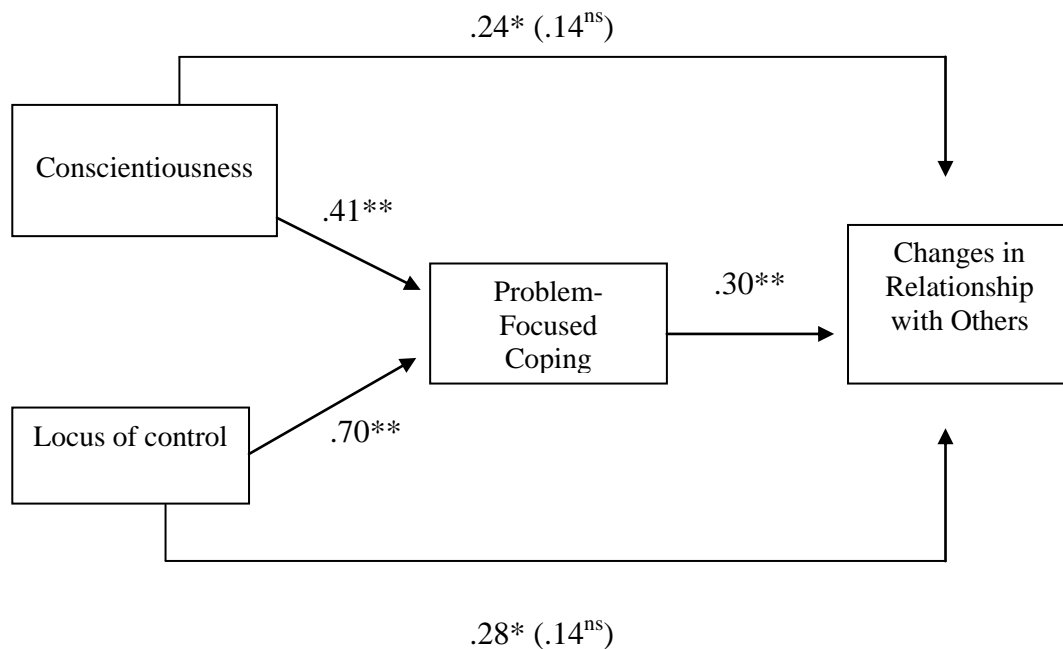 .24* (.14ns)
Conscientiousness
.41**
Problem-
Focused
Coping
.30**
Changes in
Relationship
with Others
Locus of control
.70**
.28* (.14ns)